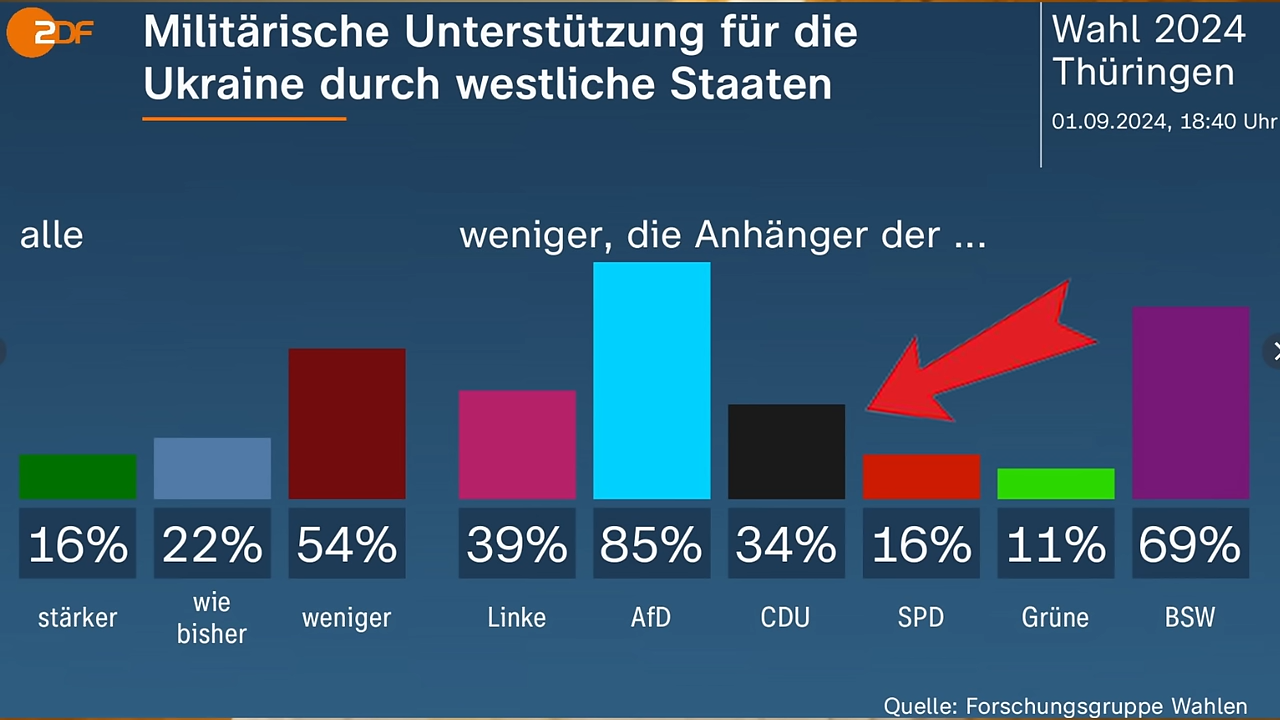 ZDF
Militärische Unterstützung für die
Ukraine durch westliche Staaten
Wahl 2024
Thüringen
01.09.2024, 18:40 Uhr
alle
weniger, die Anhänger der ...
16% 22% 54% 39% 85% 34% 16% 11% 69%
stärker wie bisher weniger Linke AfD CDU SPD Grüne BSW
Quelle: Forschungsgruppe Wahlen